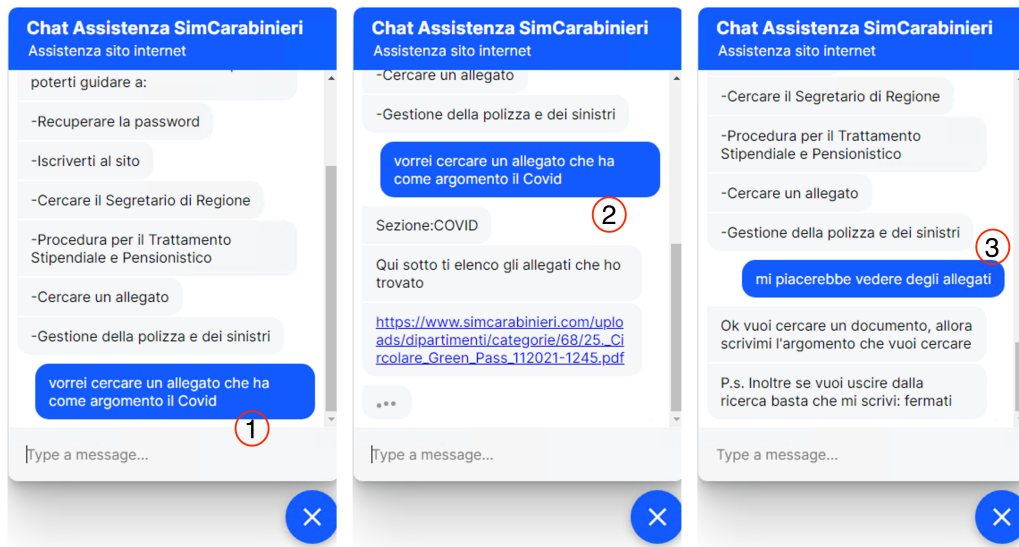 Chat Assistenza SimCarabinieri
Assistenza sito internet
poterti guidare a:
-Recuperare la password
-Iscriverti al sito
-Cercare il Segretario di Regione
-Procedura per il Trattamento
Stipendiale e Pensionistico
-Cercare un allegato
-Gestione della polizza e dei sinistri
vorrei cercare un allegato che ha
come argomento il Covid
1
Type a message...
Chat Assistenza SimCarabinieri
Assistenza sito internet
-Cercare un allegato
-Gestione della polizza e dei sinistri
vorrei cercare un allegato che ha
come argomento il Covid
2
Sezione:COVID
Qui sotto ti elenco gli allegati che ho
trovato
https://www.simcarabinieri.com/uplo
ads/dipartimenti/categorie/68/25._Ci
rcolare_Green_Pass_112021-1245.pdf
Type a message...
Chat Assistenza SimCarabinieri
Assistenza sito internet
-Cercare il Segretario di Regione
-Procedura per il Trattamento
Stipendiale e Pensionistico
-Cercare un allegato
-Gestione della polizza e dei sinistri
3
mi piacerebbe vedere degli allegati
Ok vuoi cercare un documento, allora
scrivimi l'argomento che vuoi cercare
P.s. Inoltre se vuoi uscire dalla
ricerca basta che mi scrivi: fermati
Type a message...